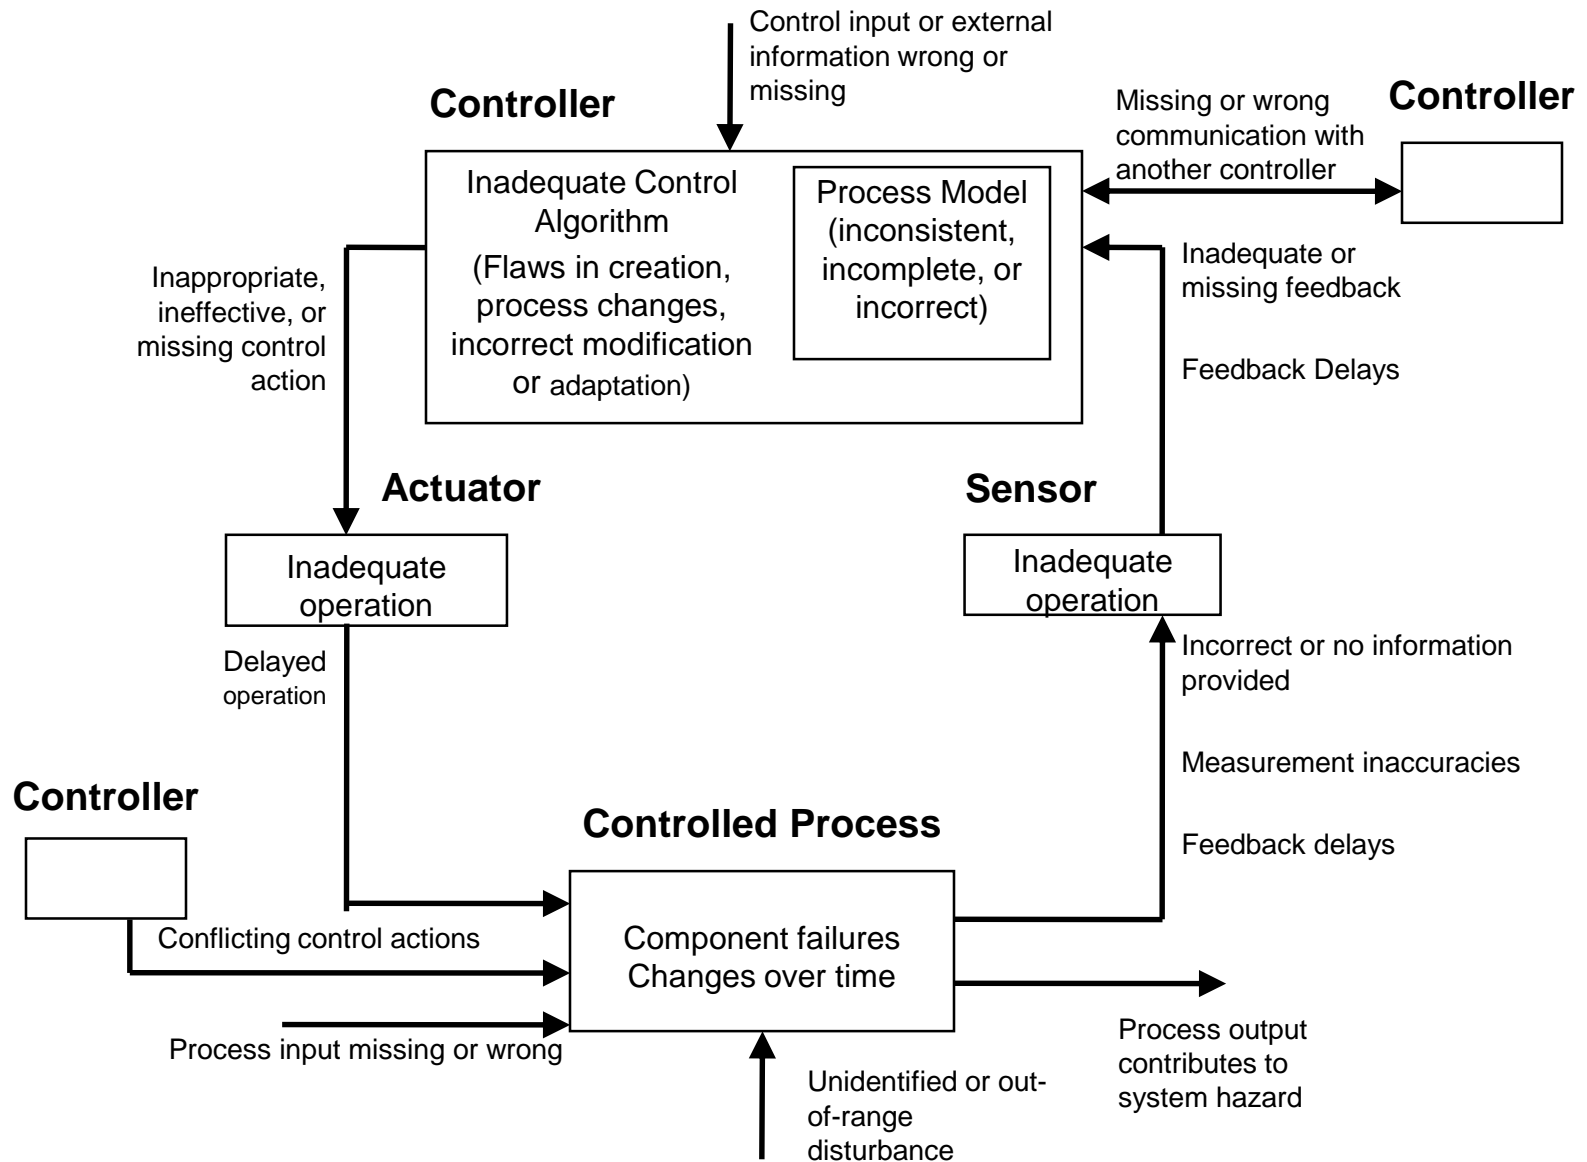 Control input or external
information wrong or
missing
Controller
Missing or wrong
communication with
another controller
Controller
Inadequate Control
Algorithm
(Flaws in creation,
process changes,
incorrect modification
or adaptation)
Process Model
(inconsistent,
incomplete, or
incorrect)
Inappropriate,
ineffective, or
missing control
action
Inadequate or
missing feedback
Feedback Delays
Actuator
Sensor
Inadequate
operation
Inadequate
operation
Delayed
operation
Incorrect or no information
provided
Measurement inaccuracies
Feedback delays
Controller
Controlled Process
Conflicting control actions
Component failures
Changes over time
Process input missing or wrong
Unidentified or out-
of-range
disturbance
Process output
contributes to
system hazard